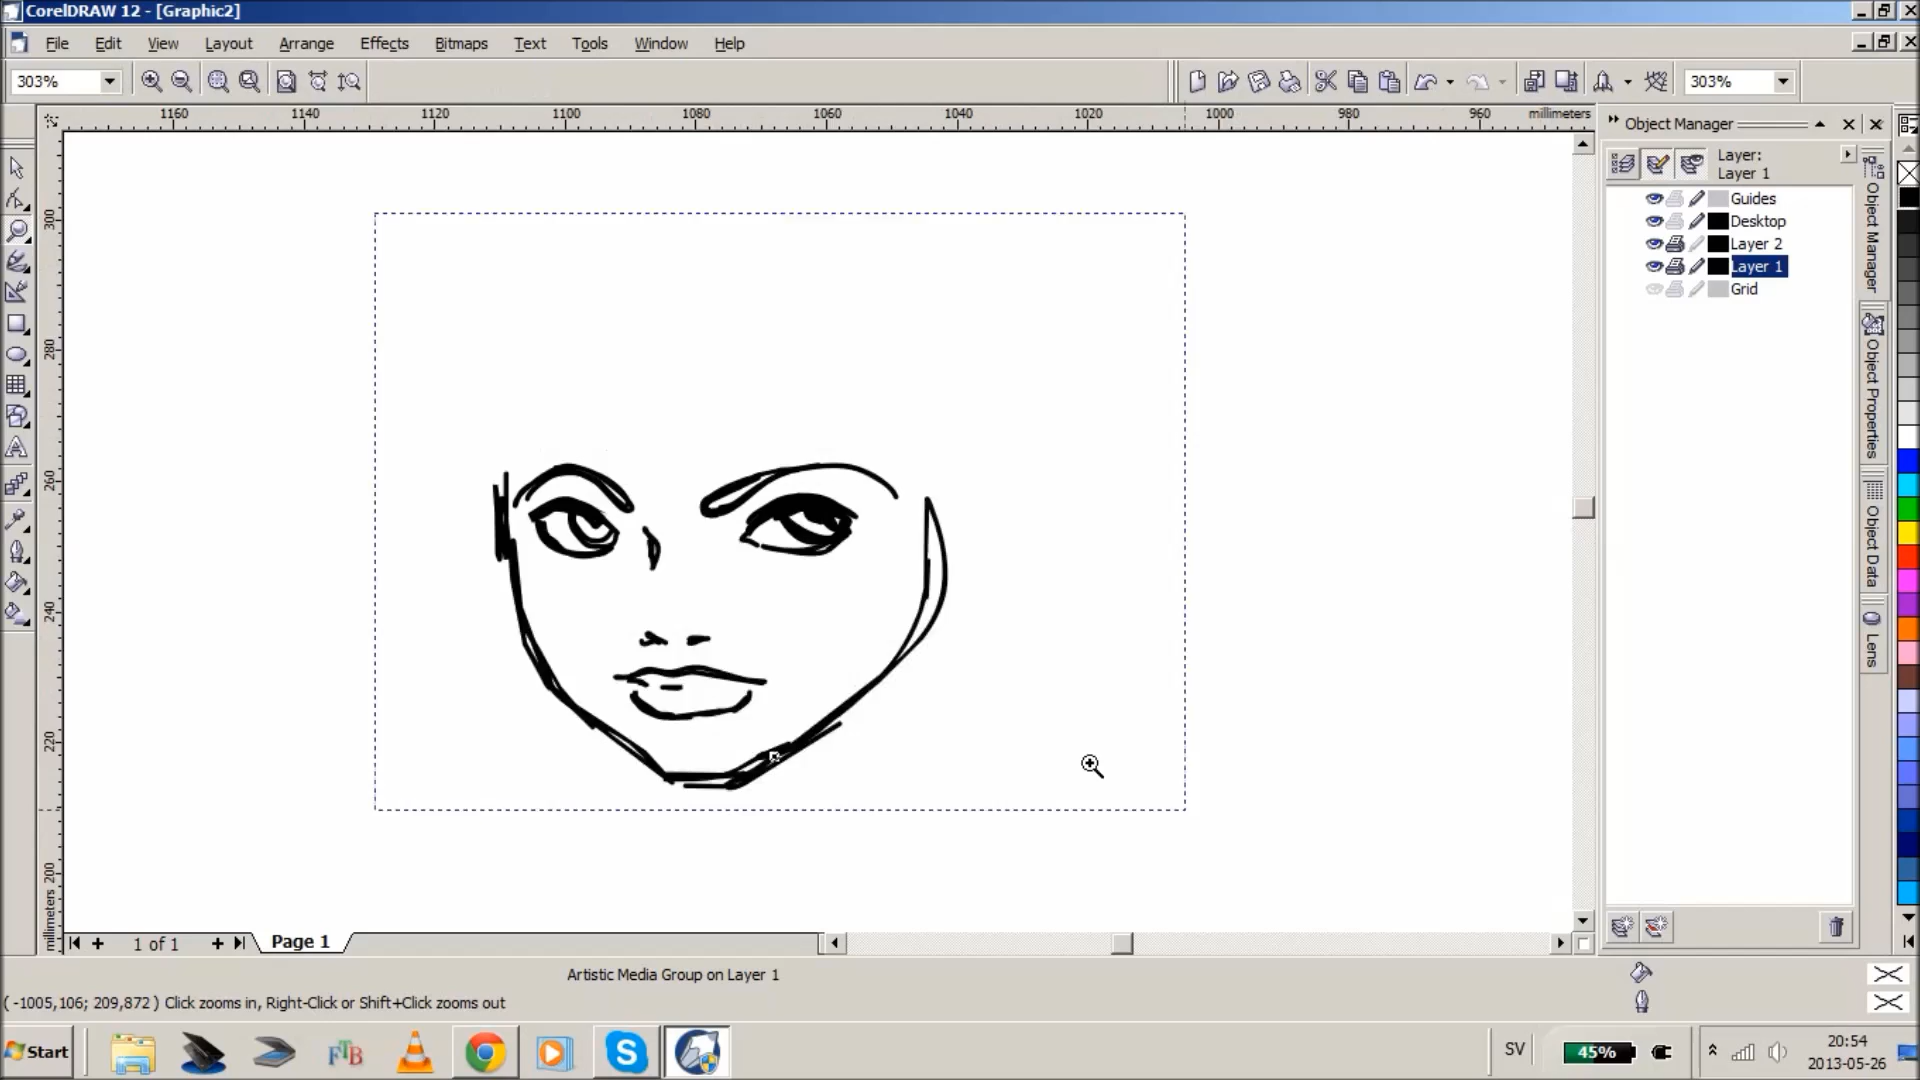 CorelDRAW 12 - [Graphic2]
File Edit View Layout Arrange Effects Bitmaps Text Tools Window Help
303% 303%
1160 1140 1120 1100 1080 1060 1040 1020 1000 980 960 millimeters
300
280
260
240
220
200
millimeters
Object Manager
Layer:
Layer 1
Guides
Desktop
Layer 2
Layer 1
Grid
Object Manager
Object Properties
Object Data
Lens
1 of 1 Page 1
Artistic Media Group on Layer 1
( -1005,106; 209,872 ) Click zooms in, Right-Click or Shift+Click zooms out
Start FTB SV 45% 20:54
2013-05-26